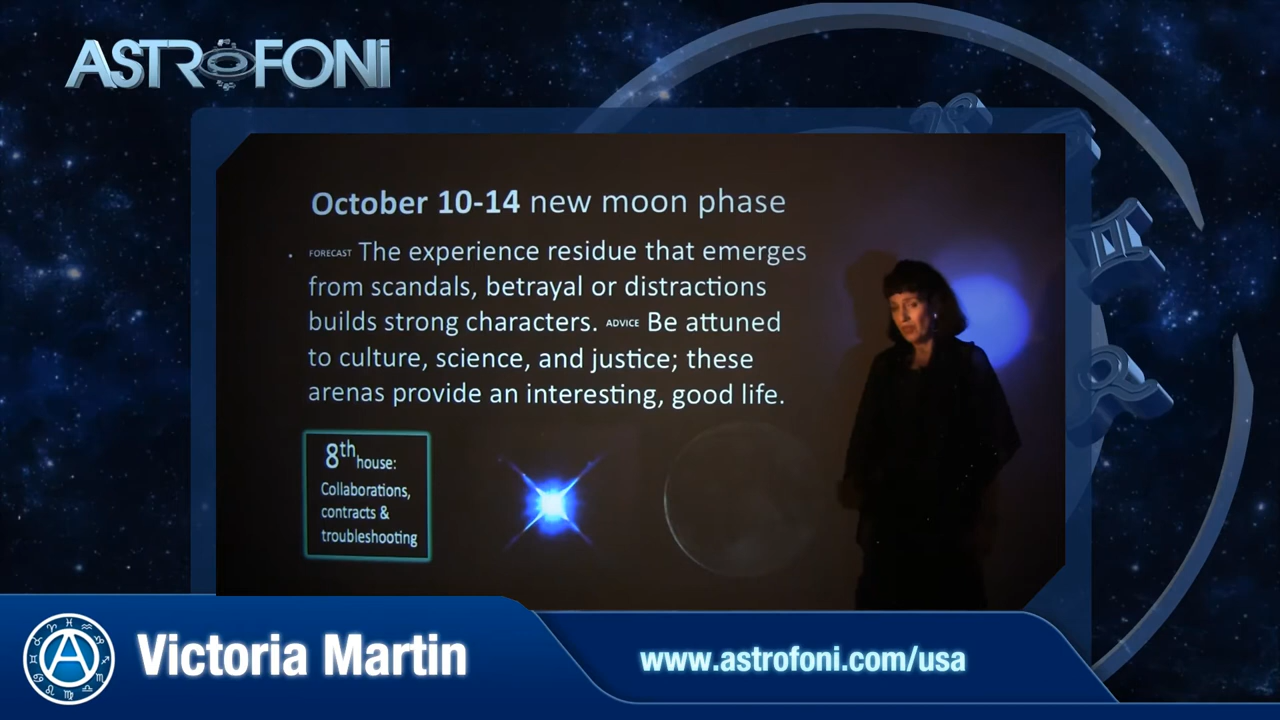 ASTROFONi
October 10-14 new moon phase
• FORECAST The experience residue that emerges
from scandals, betrayal or distractions
builds strong characters. ADVICE Be attuned
to culture, science, and justice; these
arenas provide an interesting, good life.
8th house:
Collaborations,
contracts &
troubleshooting
Victoria Martin
www.astrofoni.com/usa